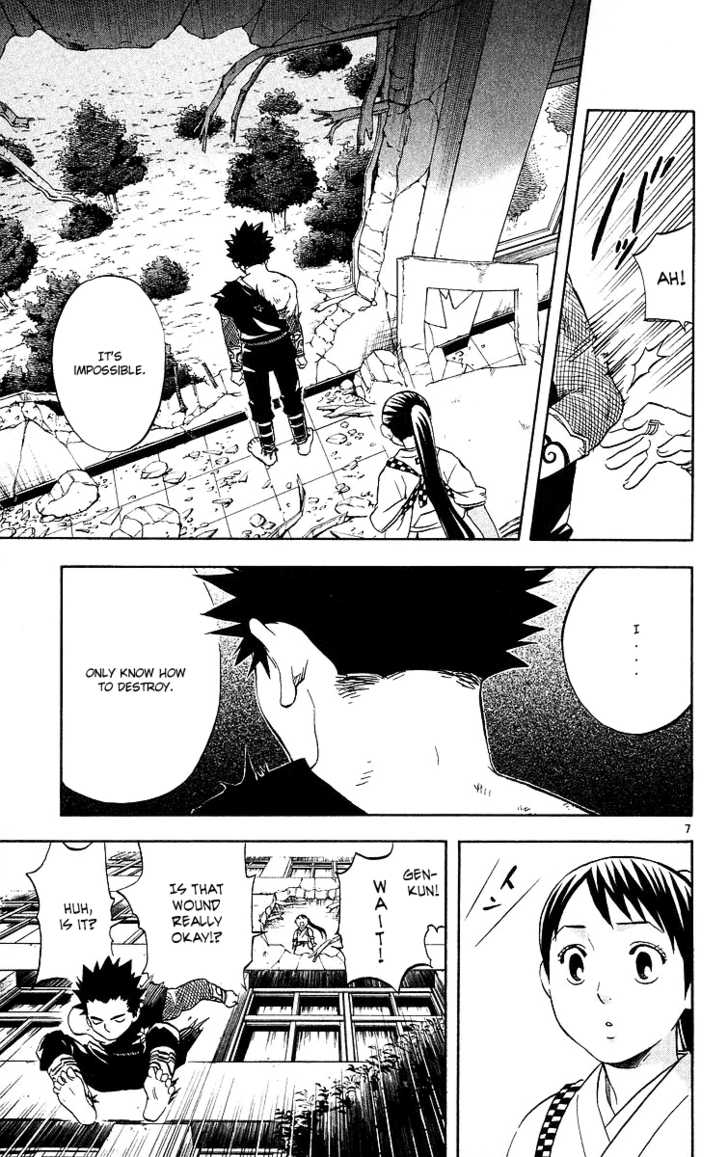 AH!
IT'S
IMPOSSIBLE.
I
....
ONLY KNOW HOW
TO DESTROY.
7
GEN-
KUN!
WAIT!
IS THAT
WOUND
REALLY
OKAY!?
HUH,
IS IT?